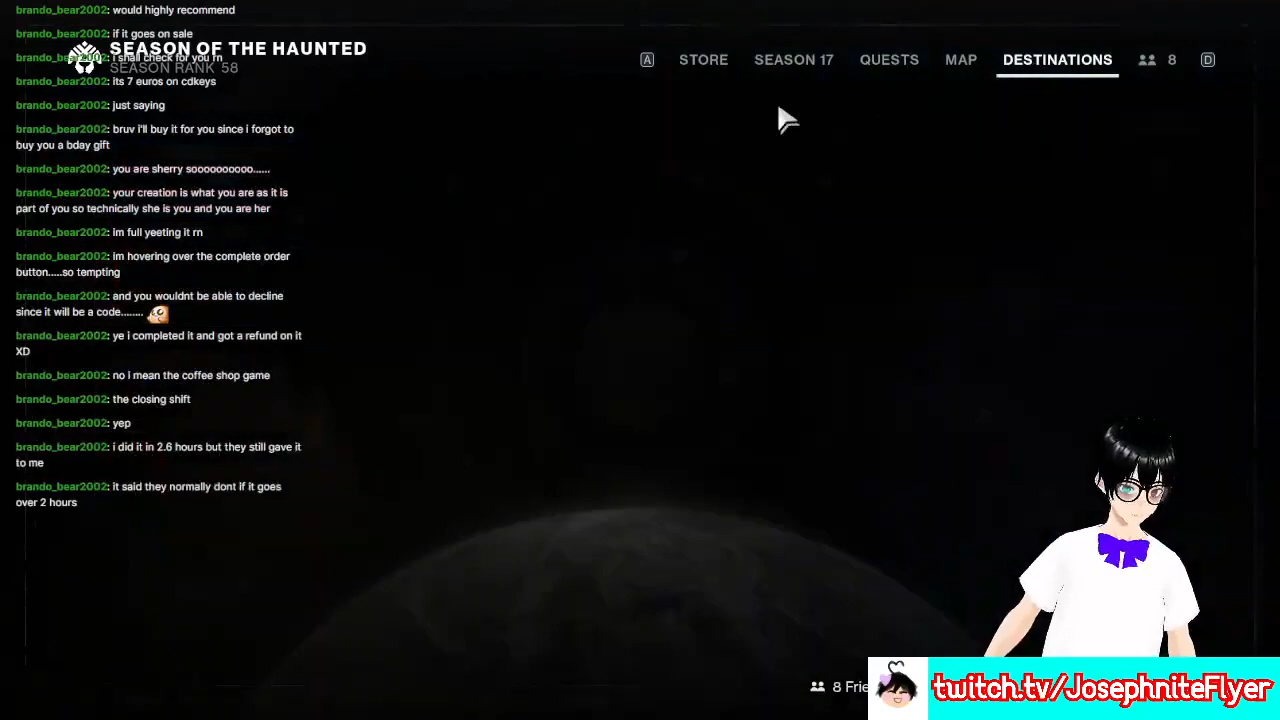 brando_bear2002: would highly recommend
brando_bear2002: if it goes on sale
brando_bear2002: i shall check for you rn
brando_bear2002: its 7 euros on cdkeys
brando_bear2002: just saying
brando_bear2002: bruv i'll buy it for you since i forgot to
buy you a bday gift
brando_bear2002: you are sherry soooooooooo......
brando_bear2002: your creation is what you are as it is
part of you so technically she is you and you are her
brando_bear2002: im full yeeting it rn
brando_bear2002: im hovering over the complete order
button.....so tempting
brando_bear2002: and you wouldnt be able to decline
since it will be a code........
brando_bear2002: ye i completed it and got a refund on it
XD
brando_bear2002: no i mean the coffee shop game
brando_bear2002: the closing shift
brando_bear2002: yep
brando_bear2002: i did it in 2.6 hours but they still gave it
to me
brando_bear2002: it said they normally dont if it goes
over 2 hours
SEASON OF THE HAUNTED
SEASON RANK 58
A STORE SEASON 17 QUESTS MAP DESTINATIONS 8 D
8 Frie
twitch.tv/JosephniteFlyer